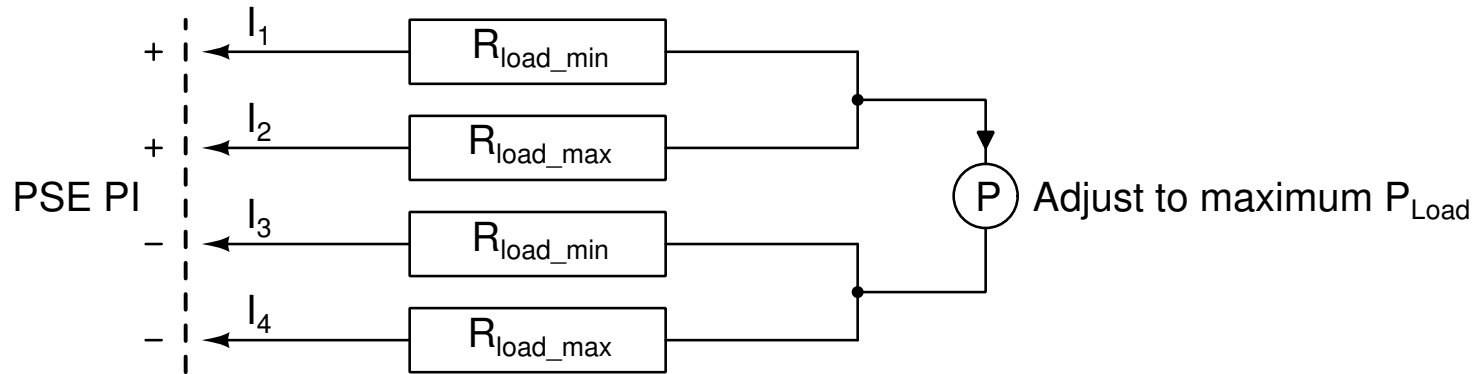 I1
+ Rload_min
I2
+ Rload_max
PSE PI P Adjust to maximum PLoad
I3
− Rload_min
I4
− Rload_max